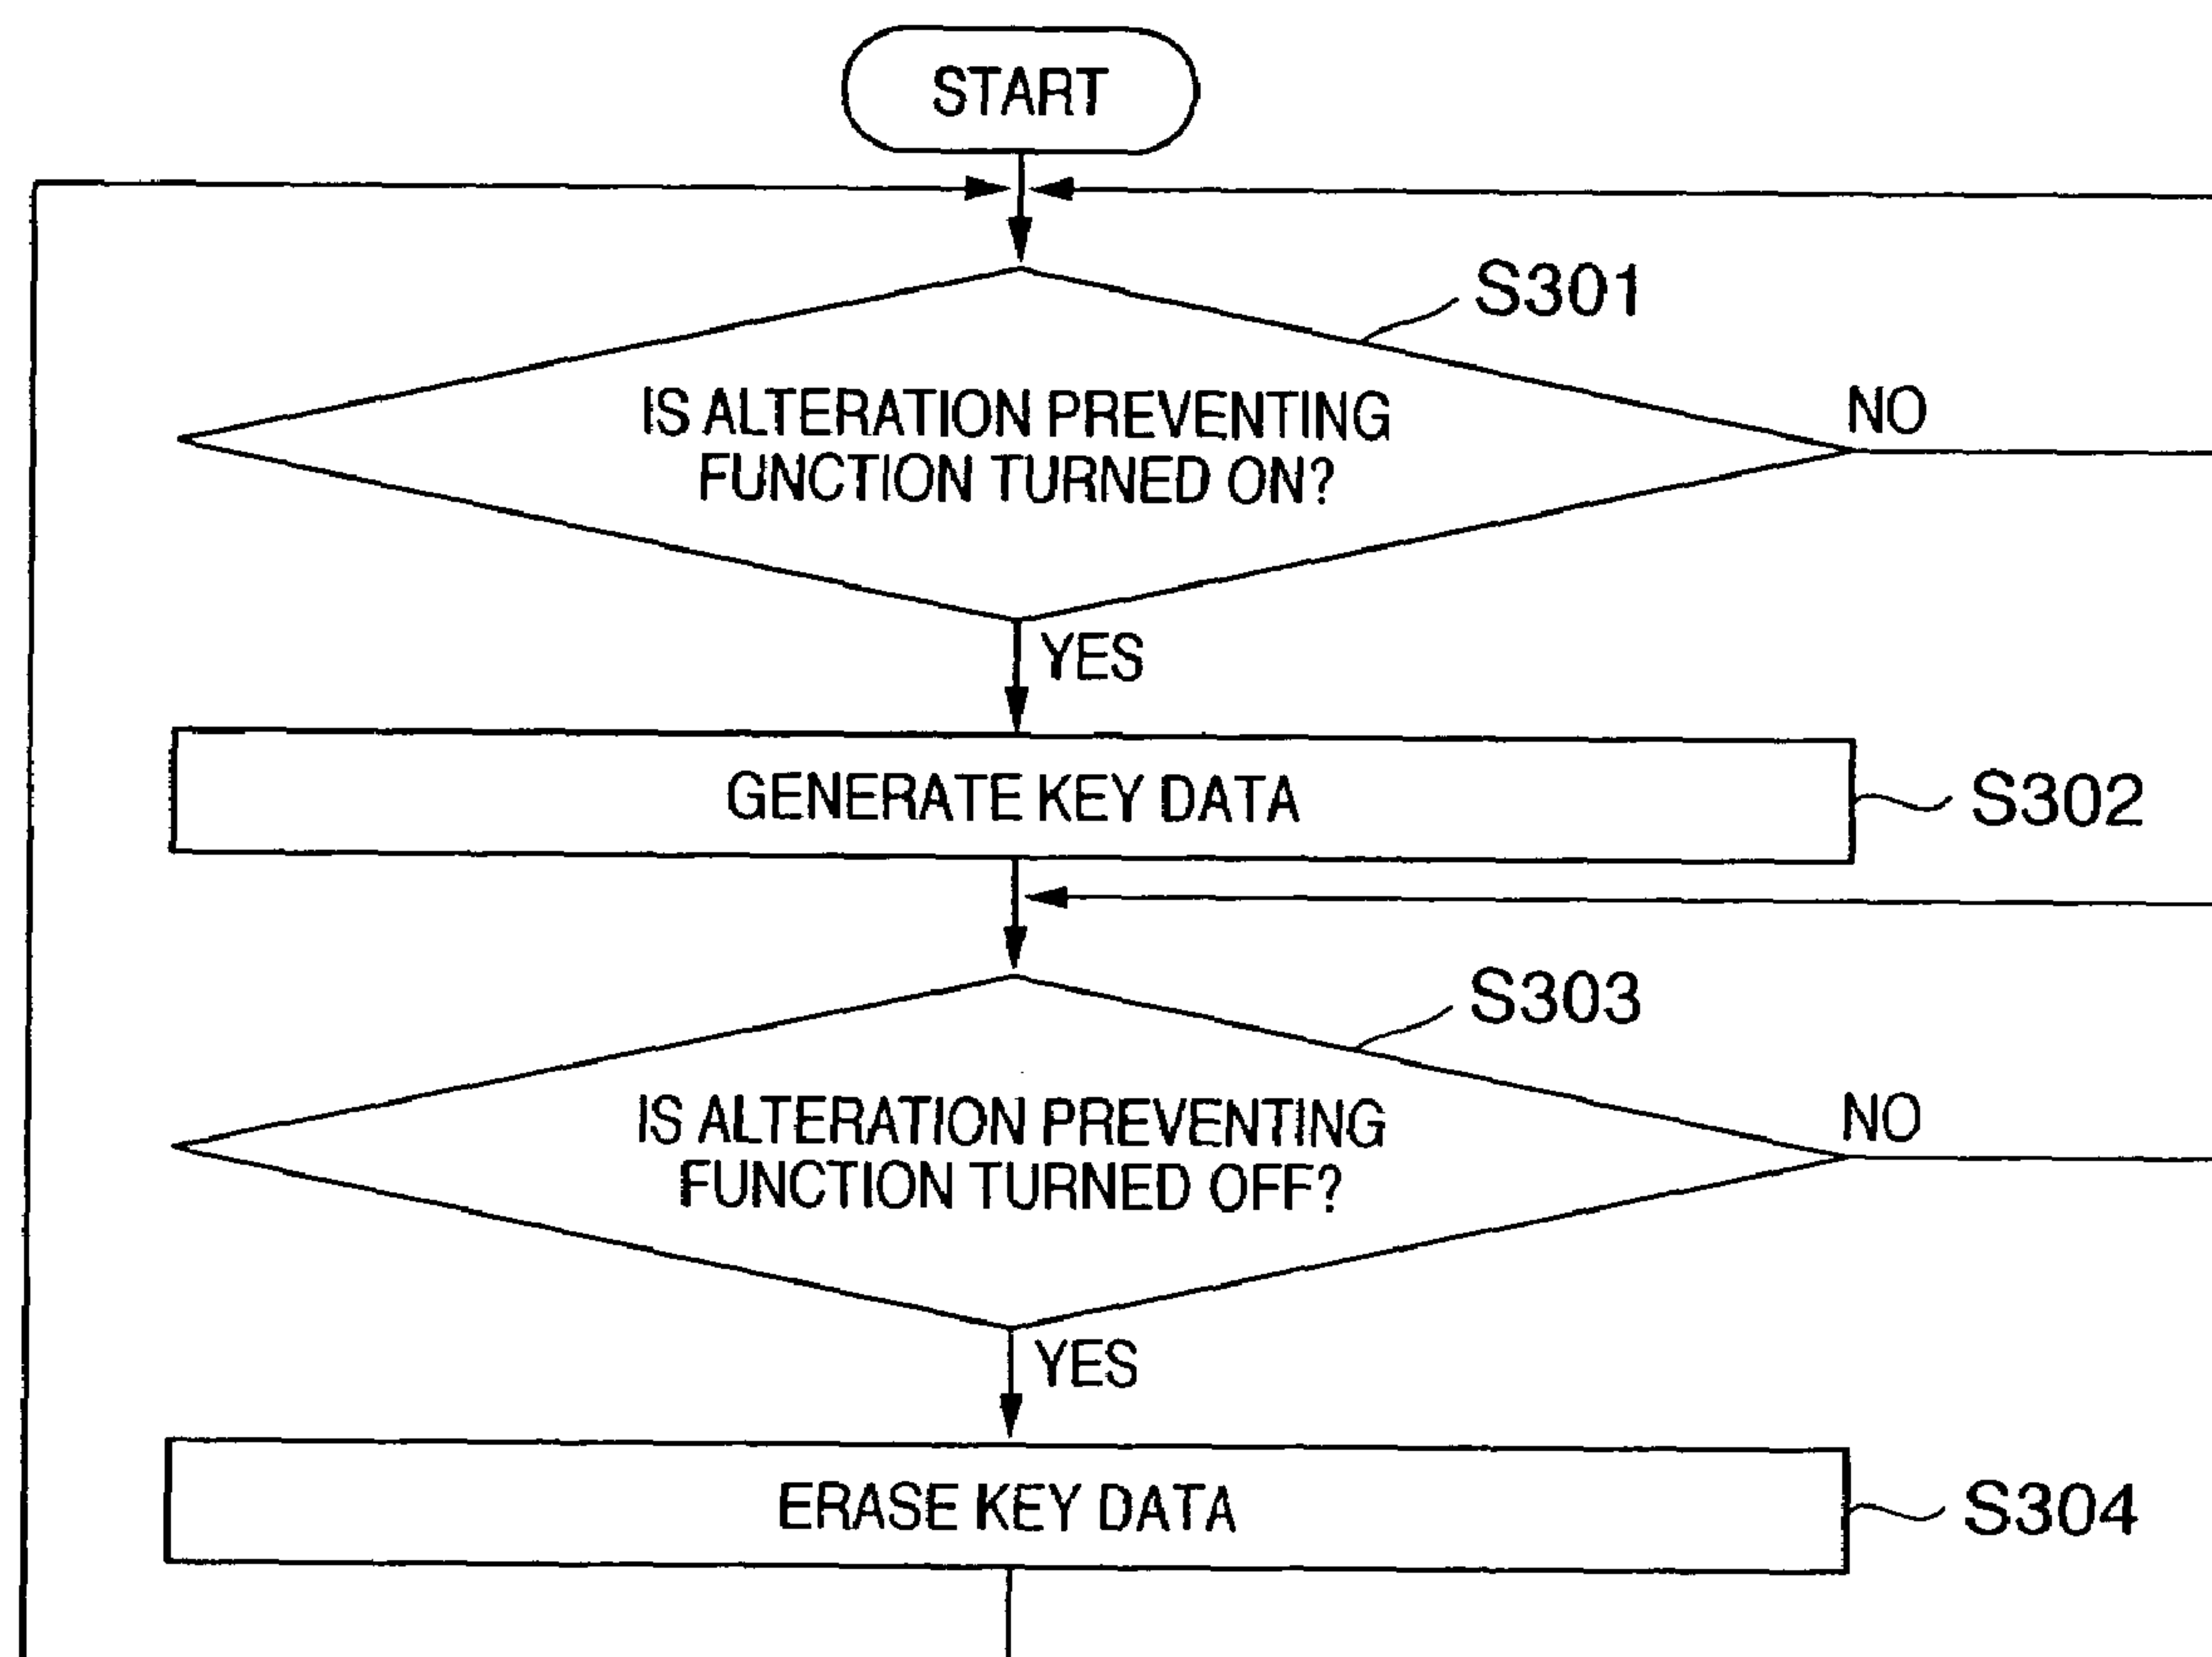 START
S301
IS ALTERATION PREVENTING
FUNCTION TURNED ON?
NO
YES
GENERATE KEY DATA
S302
S303
IS ALTERATION PREVENTING
FUNCTION TURNED OFF?
NO
YES
ERASE KEY DATA
S304